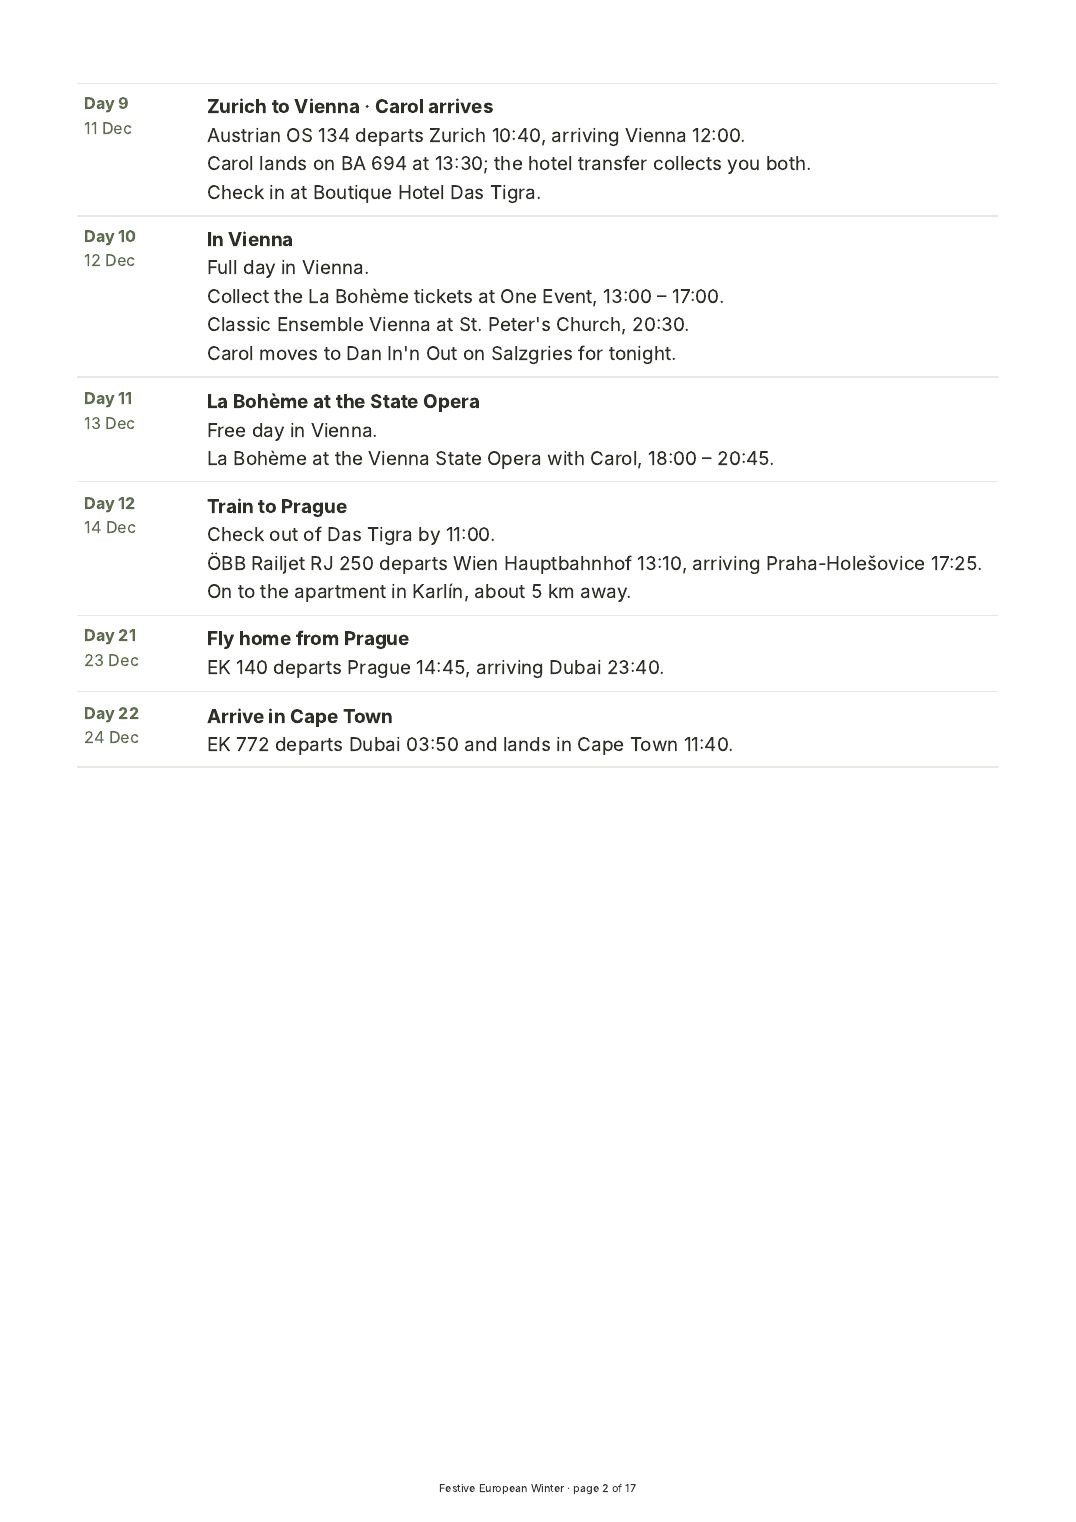 Day 9
11 Dec
Zurich to Vienna · Carol arrives
Austrian OS 134 departs Zurich 10:40, arriving Vienna 12:00.
Carol lands on BA 694 at 13:30; the hotel transfer collects you both.
Check in at Boutique Hotel Das Tigra.
Day 10
12 Dec
In Vienna
Full day in Vienna.
Collect the La Bohème tickets at One Event, 13:00 – 17:00.
Classic Ensemble Vienna at St. Peter's Church, 20:30.
Carol moves to Dan In'n Out on Salzgries for tonight.
Day 11
13 Dec
La Bohème at the State Opera
Free day in Vienna.
La Bohème at the Vienna State Opera with Carol, 18:00 – 20:45.
Day 12
14 Dec
Train to Prague
Check out of Das Tigra by 11:00.
ÖBB Railjet RJ 250 departs Wien Hauptbahnhof 13:10, arriving Praha-Holešovice 17:25.
On to the apartment in Karlín, about 5 km away.
Day 21
23 Dec
Fly home from Prague
EK 140 departs Prague 14:45, arriving Dubai 23:40.
Day 22
24 Dec
Arrive in Cape Town
EK 772 departs Dubai 03:50 and lands in Cape Town 11:40.
Festive European Winter · page 2 of 17